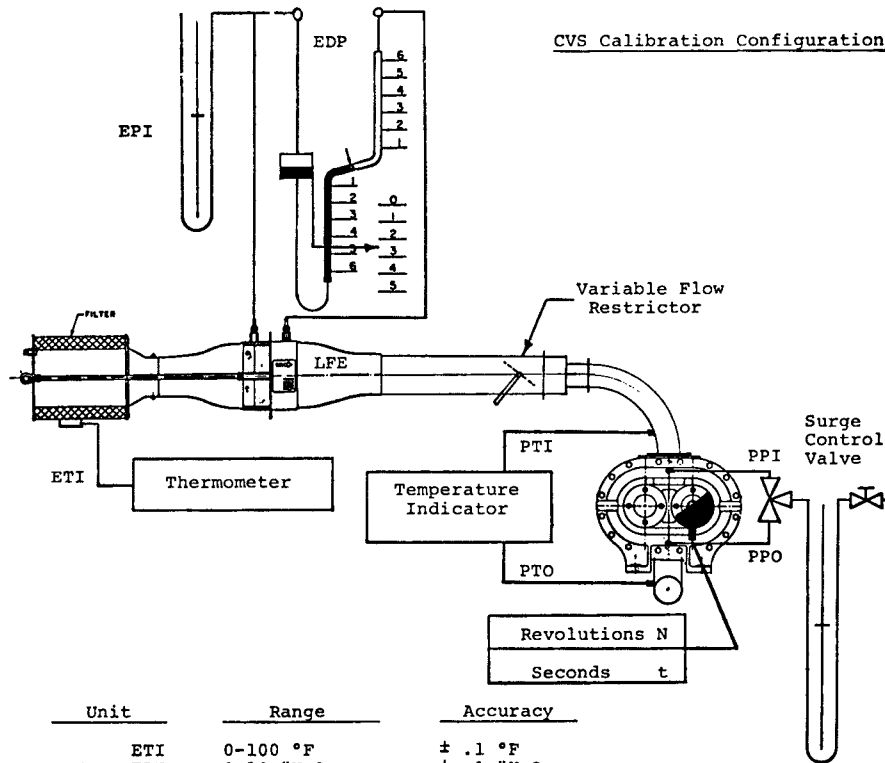 CVS Calibration Configuration
EDP
EPI
6
5
4
3
2
1
1
2
3
4
5
6
0
1
2
3
4
5
Variable Flow
Restrictor
FILTER
LFE
Surge
Control
Valve
PTI
PPI
ETI
Thermometer
Temperature
Indicator
PTO
PPO
Revolutions N
Seconds t
Unit Range Accuracy
ETI 0-100 °F ± .1 °F